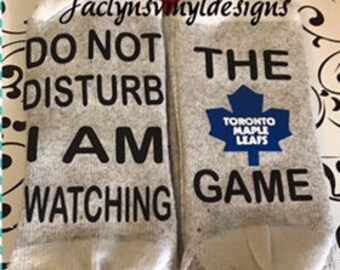 Jaclynsvinyldesigns
DO NOT
DISTURB
I AM
WATCHING
THE
TORONTO
MAPLE
LEAFS
GAME